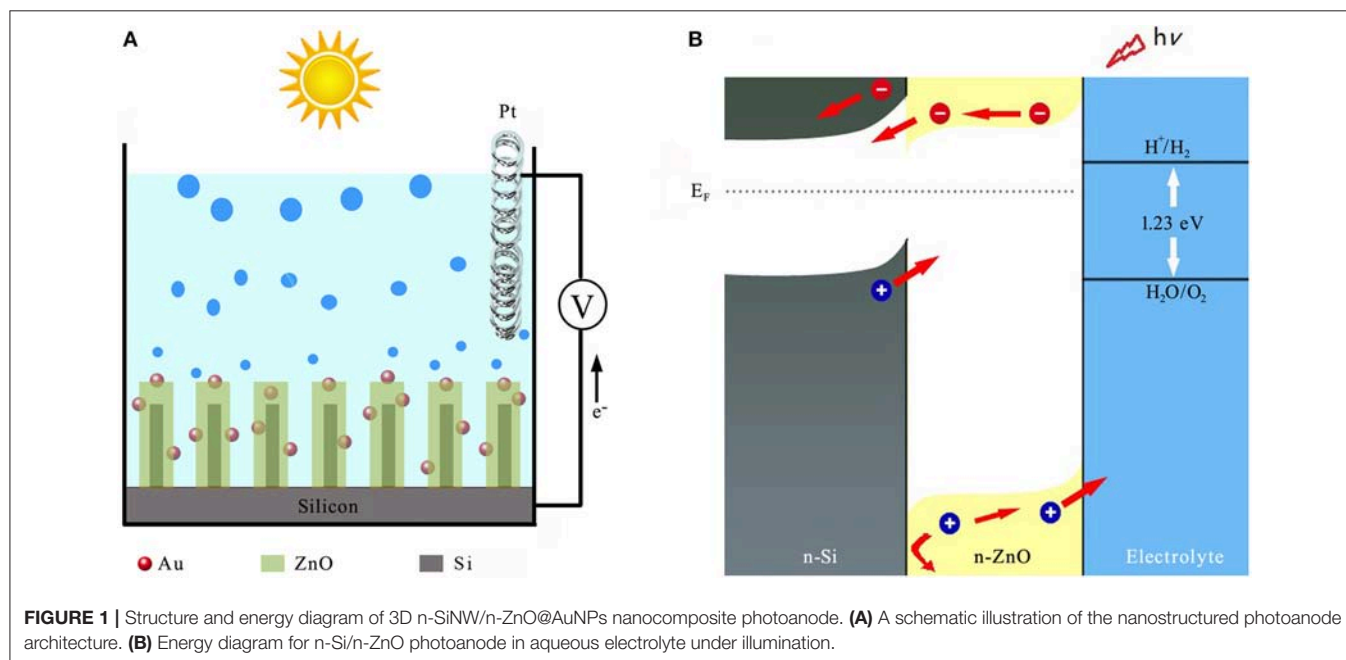 A
Pt
V
e-
Silicon
Au
ZnO
Si
B
hν
H⁺/H₂
E_F
1.23 eV
H₂O/O₂
n-Si
n-ZnO
Electrolyte
FIGURE 1 | Structure and energy diagram of 3D n-SiNW/n-ZnO@AuNPs nanocomposite photoanode. (A) A schematic illustration of the nanostructured photoanode
architecture. (B) Energy diagram for n-Si/n-ZnO photoanode in aqueous electrolyte under illumination.